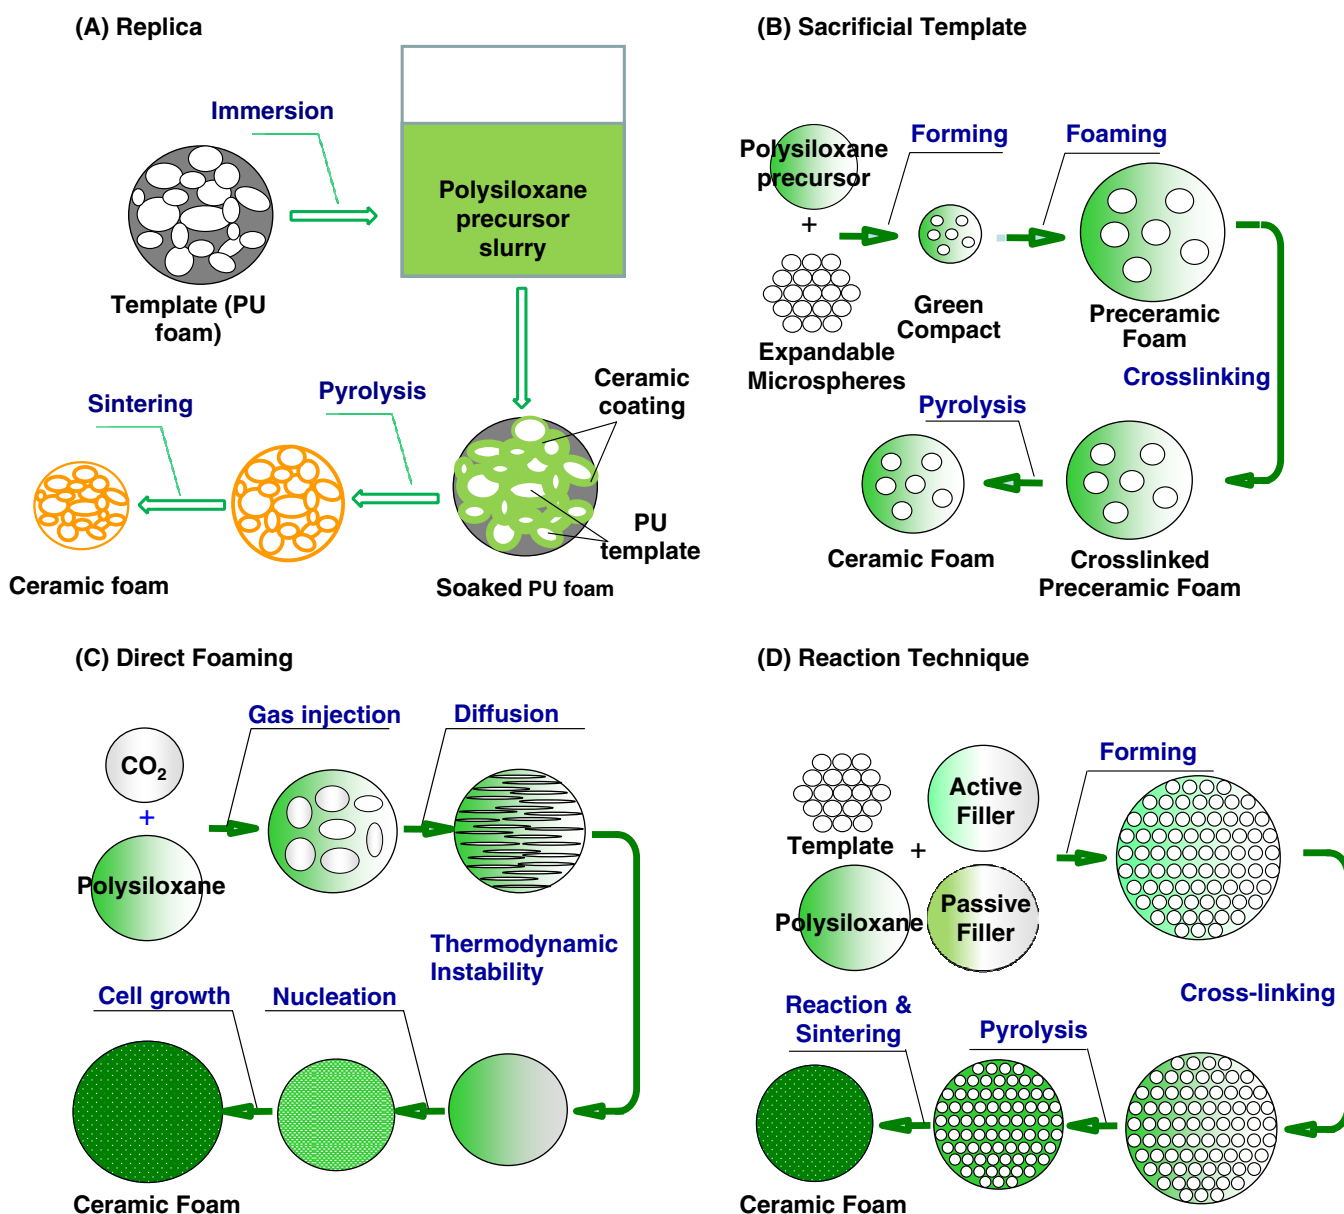 (A) Replica
Immersion
Polysiloxane
precursor
slurry
Template (PU
foam)
Sintering
Pyrolysis
Ceramic
coating
PU
template
Ceramic foam
Soaked PU foam
(B) Sacrificial Template
Polysiloxane
precursor
+
Expandable
Microspheres
Forming
Foaming
Green
Compact
Preceramic
Foam
Crosslinking
Pyrolysis
Ceramic Foam
Crosslinked
Preceramic Foam
(C) Direct Foaming
Gas injection
Diffusion
CO₂
+
Polysiloxane
Thermodynamic
Instability
Cell growth
Nucleation
Ceramic Foam
(D) Reaction Technique
Forming
Active
Filler
Template
+
Polysiloxane
Passive
Filler
Cross-linking
Reaction &
Sintering
Pyrolysis
Ceramic Foam